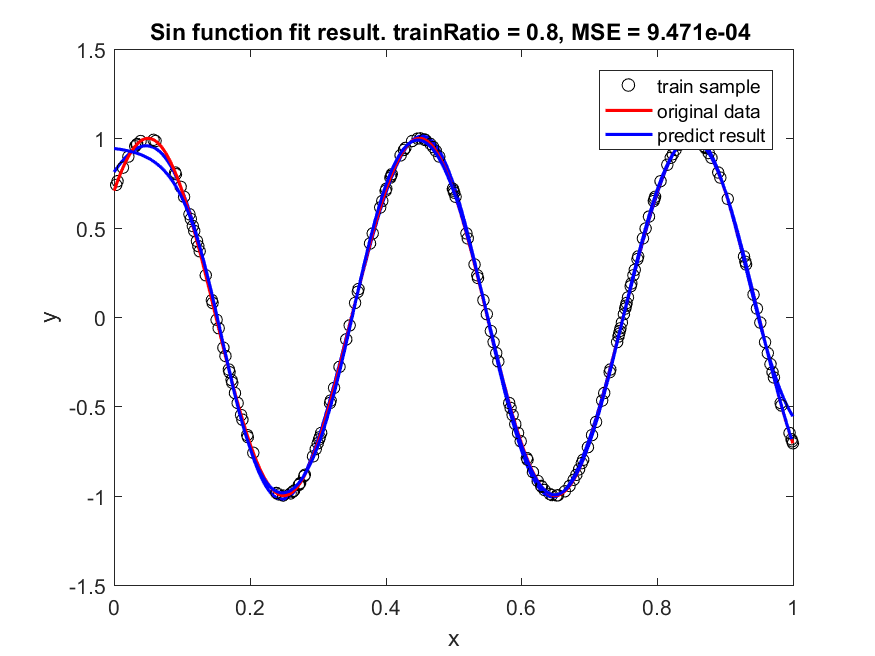 Sin function fit result. trainRatio = 0.8, MSE = 9.471e-04
1.5
train sample
original data
predict result
1
0.5
y
0
-0.5
-1
-1.5
0 0.2 0.4 0.6 0.8 1
x